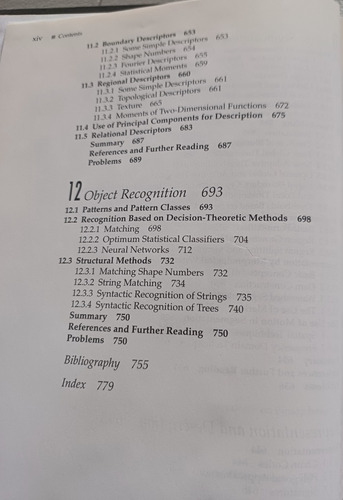 xiv ■ Contents
11.2 Boundary Descriptors 653
11.2.1 Some Simple Descriptors 653
11.2.2 Shape Numbers 654
11.2.3 Fourier Descriptors 655
11.2.4 Statistical Moments 659
11.3 Regional Descriptors 660
11.3.1 Some Simple Descriptors 661
11.3.2 Topological Descriptors 661
11.3.3 Texture 665
11.3.4 Moments of Two-Dimensional Functions 672
11.4 Use of Principal Components for Description 675
11.5 Relational Descriptors 683
Summary 687
References and Further Reading 687
Problems 689
12 Object Recognition 693
12.1 Patterns and Pattern Classes 693
12.2 Recognition Based on Decision-Theoretic Methods 698
12.2.1 Matching 698
12.2.2 Optimum Statistical Classifiers 704
12.2.3 Neural Networks 712
12.3 Structural Methods 732
12.3.1 Matching Shape Numbers 732
12.3.2 String Matching 734
12.3.3 Syntactic Recognition of Strings 735
12.3.4 Syntactic Recognition of Trees 740
Summary 750
References and Further Reading 750
Problems 750
Bibliography 755
Index 779